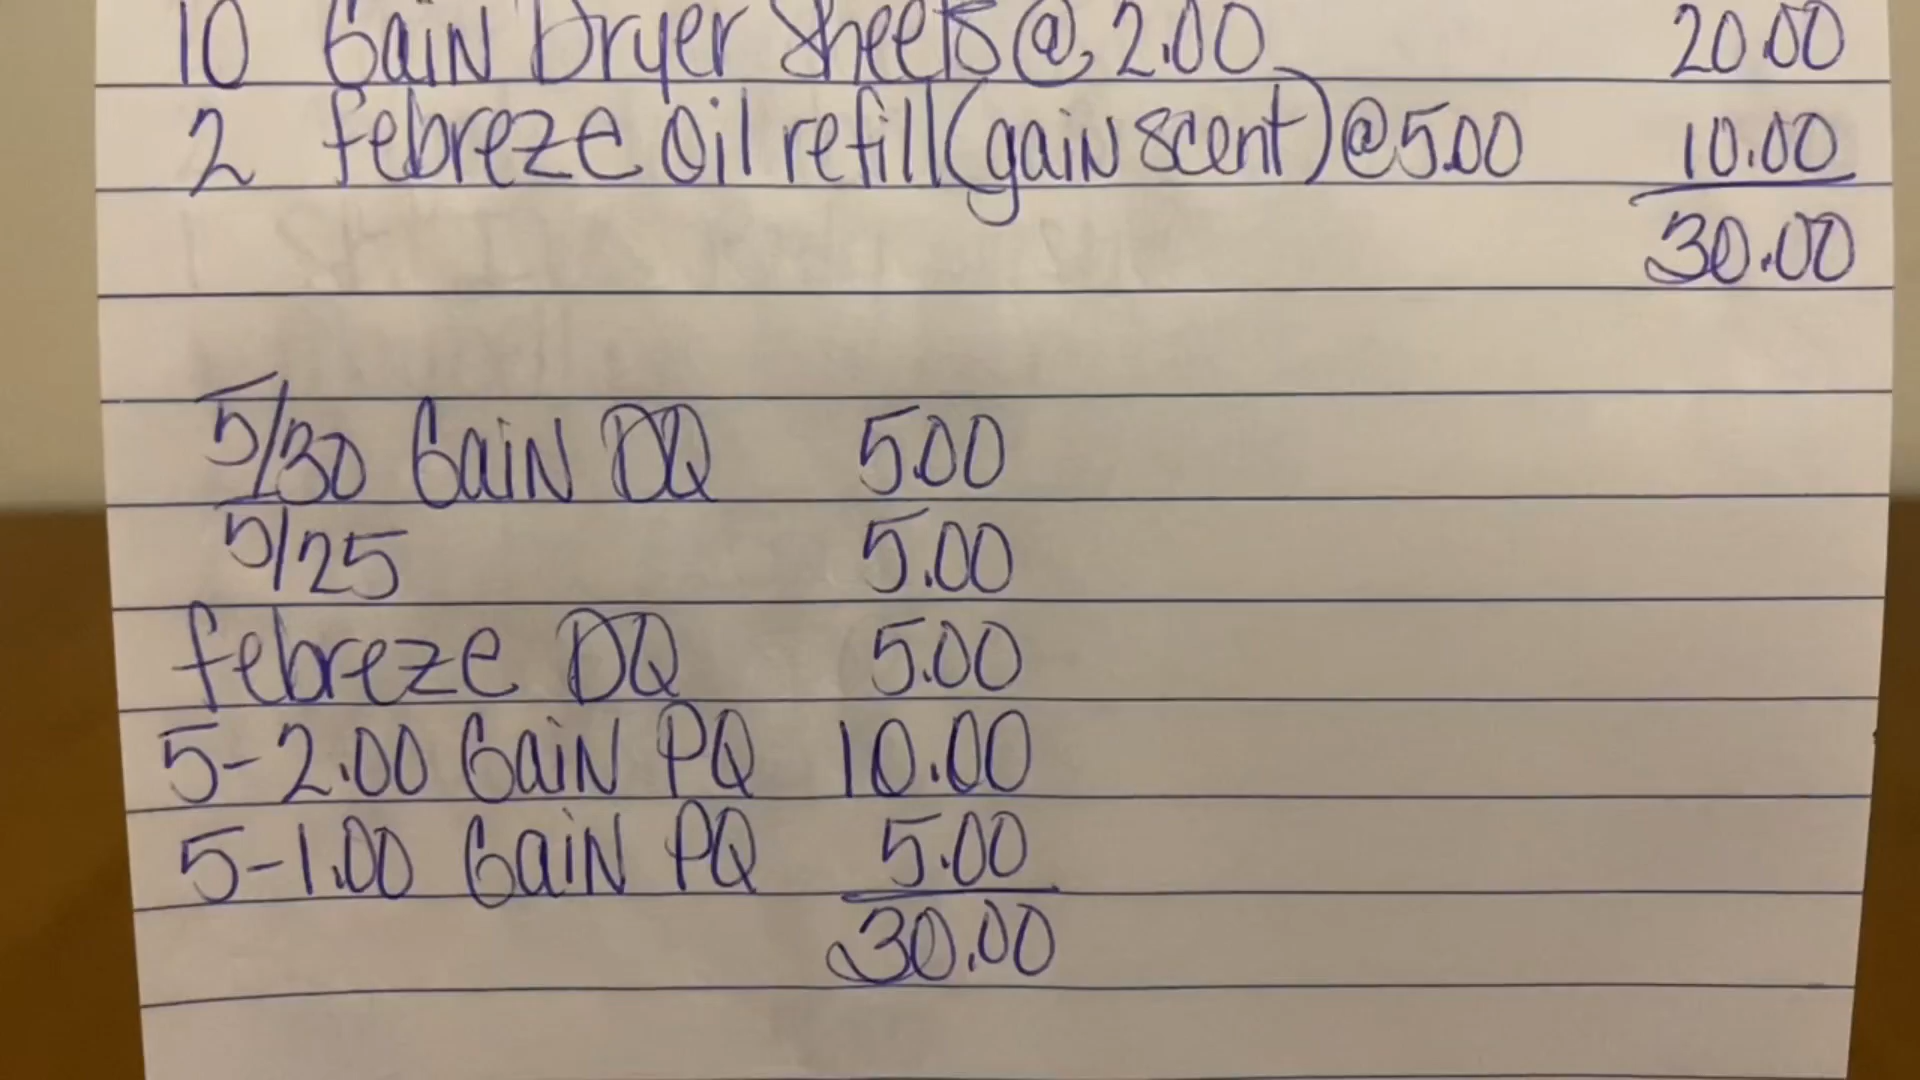 10 Gain Dryer Sheets @ 2.00 20.00
2 febreze oil refill (gain scent) @ 5.00 10.00
30.00
5/30 Gain DQ 5.00
5/25 5.00
febreze DQ 5.00
5-2.00 Gain PQ 10.00
5-1.00 Gain PQ 5.00
30.00